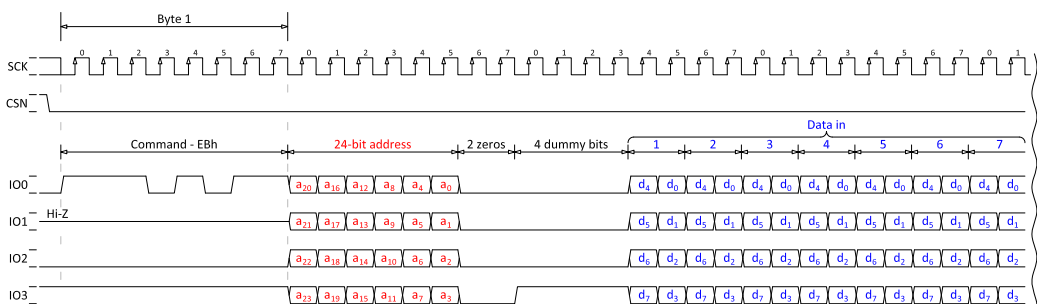 Byte 1
0 1 2 3 4 5 6 7 0 1 2 3 4 5 6 7 0 1 2 3 4 5 6 7 0 1 2 3 4 5 6 7 0 1
SCK
CSN
Data in
Command - EBh 24-bit address 2 zeros 4 dummy bits 1 2 3 4 5 6 7
IO0 a20 a16 a12 a8 a4 a0 d4 d0 d4 d0 d4 d0 d4 d0 d4 d0 d4 d0 d4 d0
IO1 Hi-Z a21 a17 a13 a9 a5 a1 d5 d1 d5 d1 d5 d1 d5 d1 d5 d1 d5 d1 d5 d1
IO2 a22 a18 a14 a10 a6 a2 d6 d2 d6 d2 d6 d2 d6 d2 d6 d2 d6 d2 d6 d2
IO3 a23 a19 a15 a11 a7 a3 d7 d3 d7 d3 d7 d3 d7 d3 d7 d3 d7 d3 d7 d3